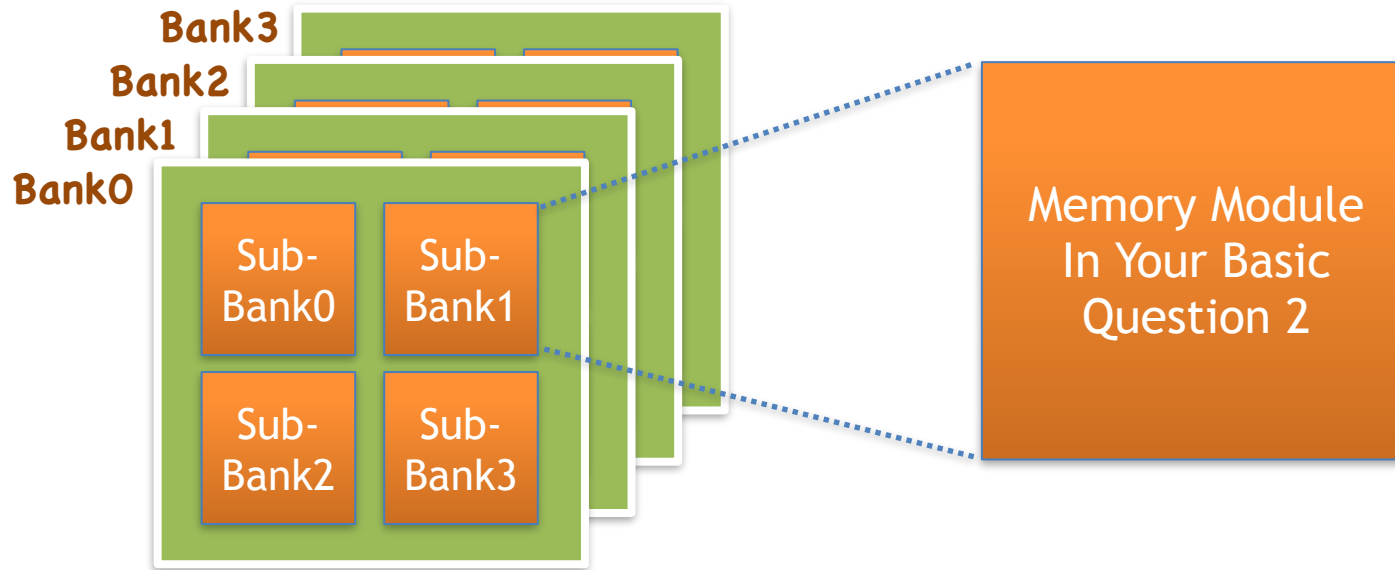 Bank3
Bank2
Bank1
Bank0
Sub-
Bank0
Sub-
Bank1
Sub-
Bank2
Sub-
Bank3
Memory Module
In Your Basic
Question 2